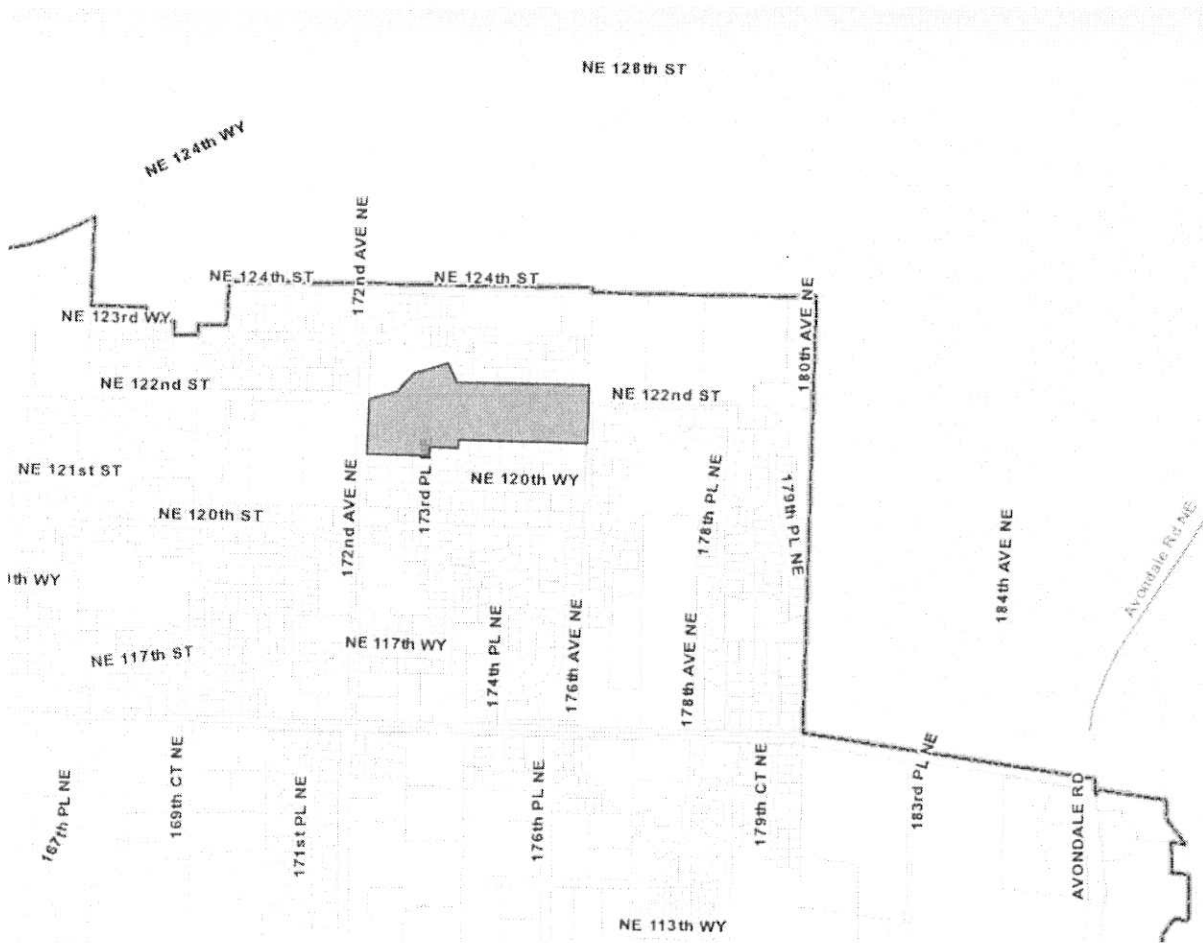 NE 128th ST
NE 124th WY
172nd AVE NE
NE 124th ST
NE 124th ST
NE 123rd WY
180th AVE NE
NE 122nd ST
NE 122nd ST
NE 121st ST
NE 120th WY
173rd PL
172nd AVE NE
178th PL NE
179th PL NE
NE 120th ST
184th AVE NE
Avondale Rd NE
th WY
NE 117th WY
NE 117th ST
174th PL NE
176th AVE NE
178th AVE NE
167th PL NE
169th CT NE
171st PL NE
176th PL NE
179th CT NE
183rd PL NE
AVONDALE RD
NE 113th WY